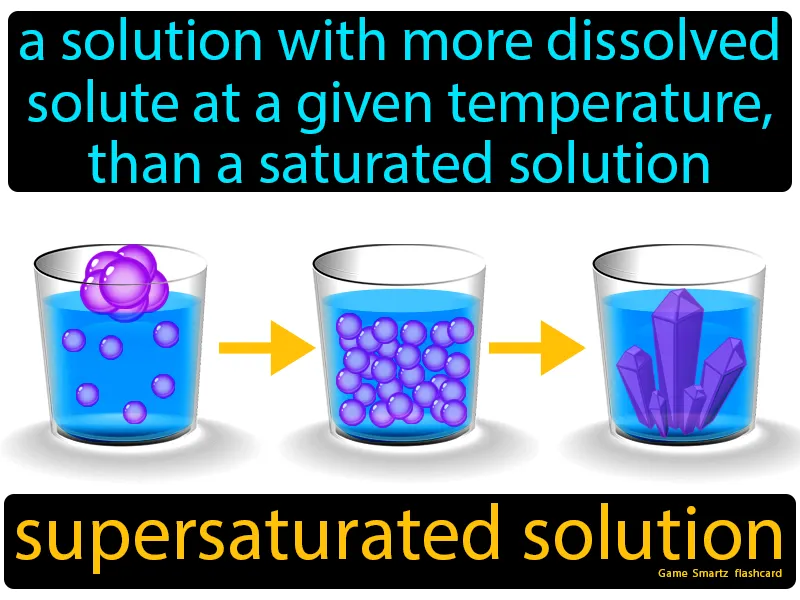 a solution with more dissolved
solute at a given temperature,
than a saturated solution
supersaturated solution
Game Smartz flashcard